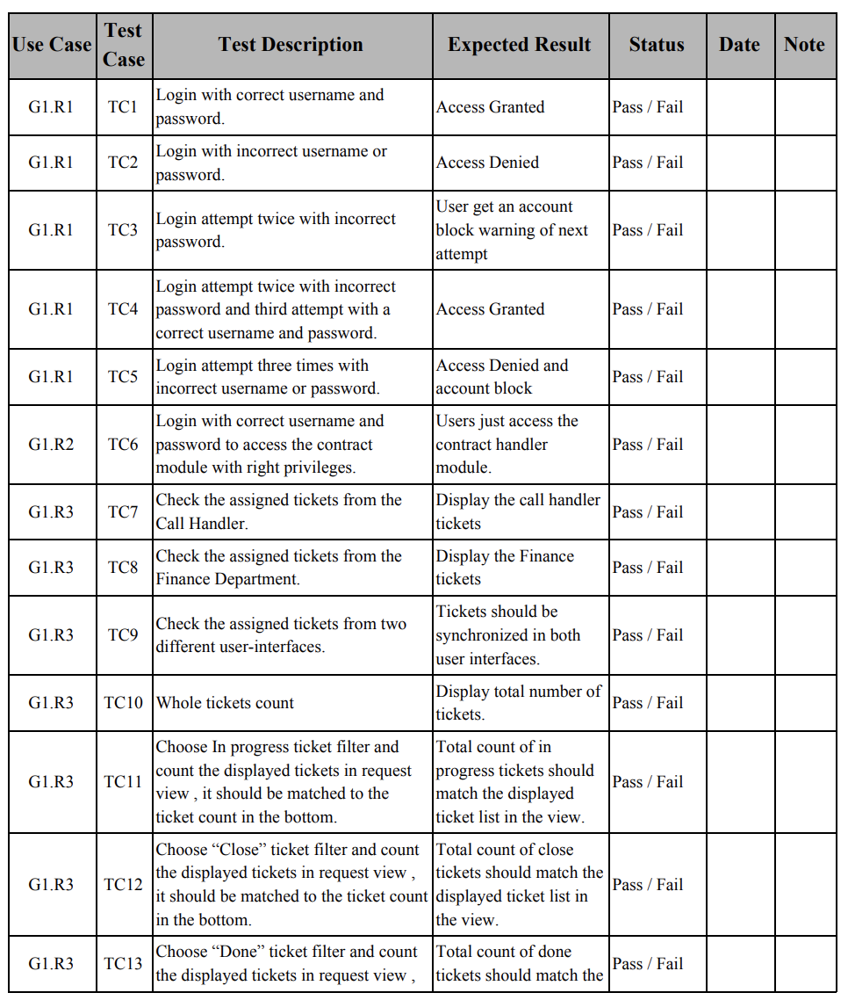 Use Case Test Case Test Description Expected Result Status Date Note
G1.R1 TC1 Login with correct username and password. Access Granted Pass / Fail
G1.R1 TC2 Login with incorrect username or password. Access Denied Pass / Fail
G1.R1 TC3 Login attempt twice with incorrect password. User get an account block warning of next attempt Pass / Fail
G1.R1 TC4 Login attempt twice with incorrect password and third attempt with a correct username and password. Access Granted Pass / Fail
G1.R1 TC5 Login attempt three times with incorrect username or password. Access Denied and account block Pass / Fail
G1.R2 TC6 Login with correct username and password to access the contract module with right privileges. Users just access the contract handler module. Pass / Fail
G1.R3 TC7 Check the assigned tickets from the Call Handler. Display the call handler tickets Pass / Fail
G1.R3 TC8 Check the assigned tickets from the Finance Department. Display the Finance tickets Pass / Fail
G1.R3 TC9 Check the assigned tickets from two different user-interfaces. Tickets should be synchronized in both user interfaces. Pass / Fail
G1.R3 TC10 Whole tickets count Display total number of tickets. Pass / Fail
G1.R3 TC11 Choose In progress ticket filter and count the displayed tickets in request view , it should be matched to the ticket count in the bottom. Total count of in progress tickets should match the displayed ticket list in the view. Pass / Fail
G1.R3 TC12 Choose “Close” ticket filter and count the displayed tickets in request view , it should be matched to the ticket count in the bottom. Total count of close tickets should match the displayed ticket list in the view. Pass / Fail
G1.R3 TC13 Choose “Done” ticket filter and count the displayed tickets in request view , Total count of done tickets should match the Pass / Fail